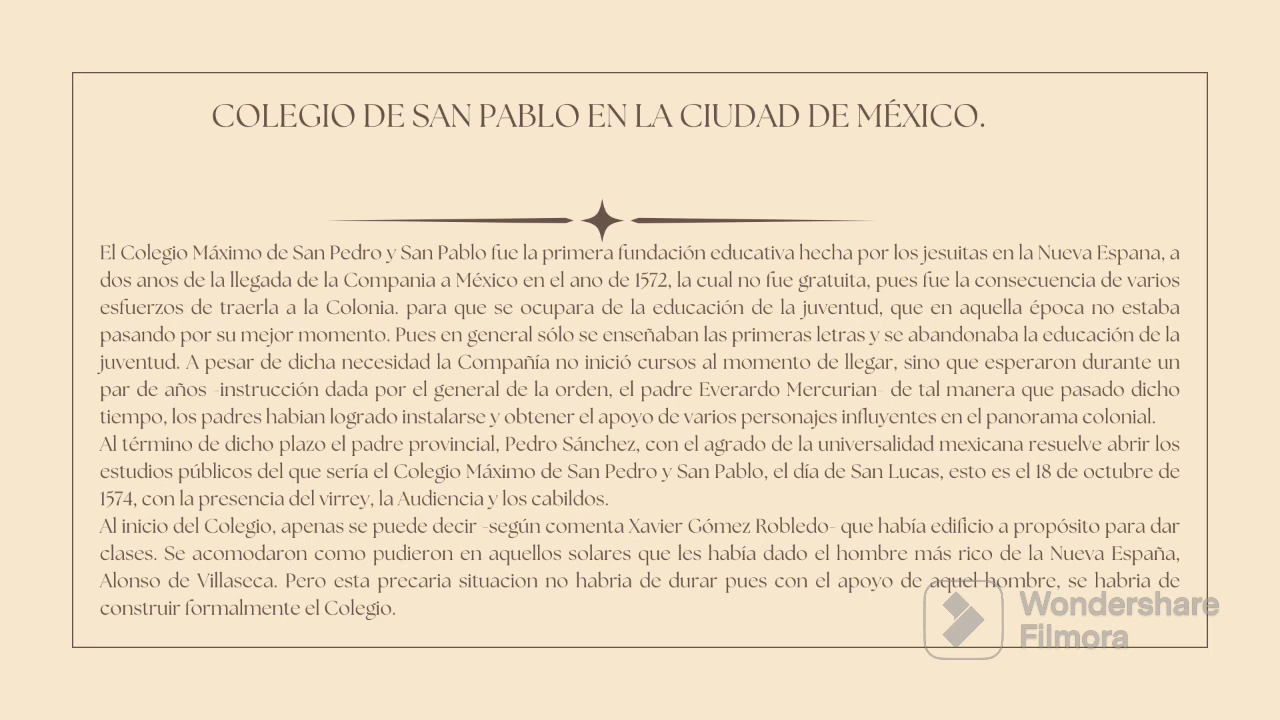 COLEGIO DE SAN PABLO EN LA CIUDAD DE MÉXICO.
El Colegio Máximo de San Pedro y San Pablo fue la primera fundación educativa hecha por los jesuitas en la Nueva Espana, a
dos anos de la llegada de la Compania a México en el ano de 1572, la cual no fue gratuita, pues fue la consecuencia de varios
esfuerzos de traerla a la Colonia. para que se ocupara de la educación de la juventud, que en aquella época no estaba
pasando por su mejor momento. Pues en general sólo se enseñaban las primeras letras y se abandonaba la educación de la
juventud. A pesar de dicha necesidad la Compañía no inició cursos al momento de llegar, sino que esperaron durante un
par de años -instrucción dada por el general de la orden, el padre Everardo Mercurian- de tal manera que pasado dicho
tiempo, los padres habian logrado instalarse y obtener el apoyo de varios personajes influyentes en el panorama colonial.
Al término de dicho plazo el padre provincial, Pedro Sánchez, con el agrado de la universalidad mexicana resuelve abrir los
estudios públicos del que sería el Colegio Máximo de San Pedro y San Pablo, el día de San Lucas, esto es el 18 de octubre de
1574, con la presencia del virrey, la Audiencia y los cabildos.
Al inicio del Colegio, apenas se puede decir -según comenta Xavier Gómez Robledo- que había edificio a propósito para dar
clases. Se acomodaron como pudieron en aquellos solares que les había dado el hombre más rico de la Nueva España,
Alonso de Villaseca. Pero esta precaria situacion no habria de durar pues con el apoyo de aquel hombre, se habria de
construir formalmente el Colegio.
Wondershare
Filmora